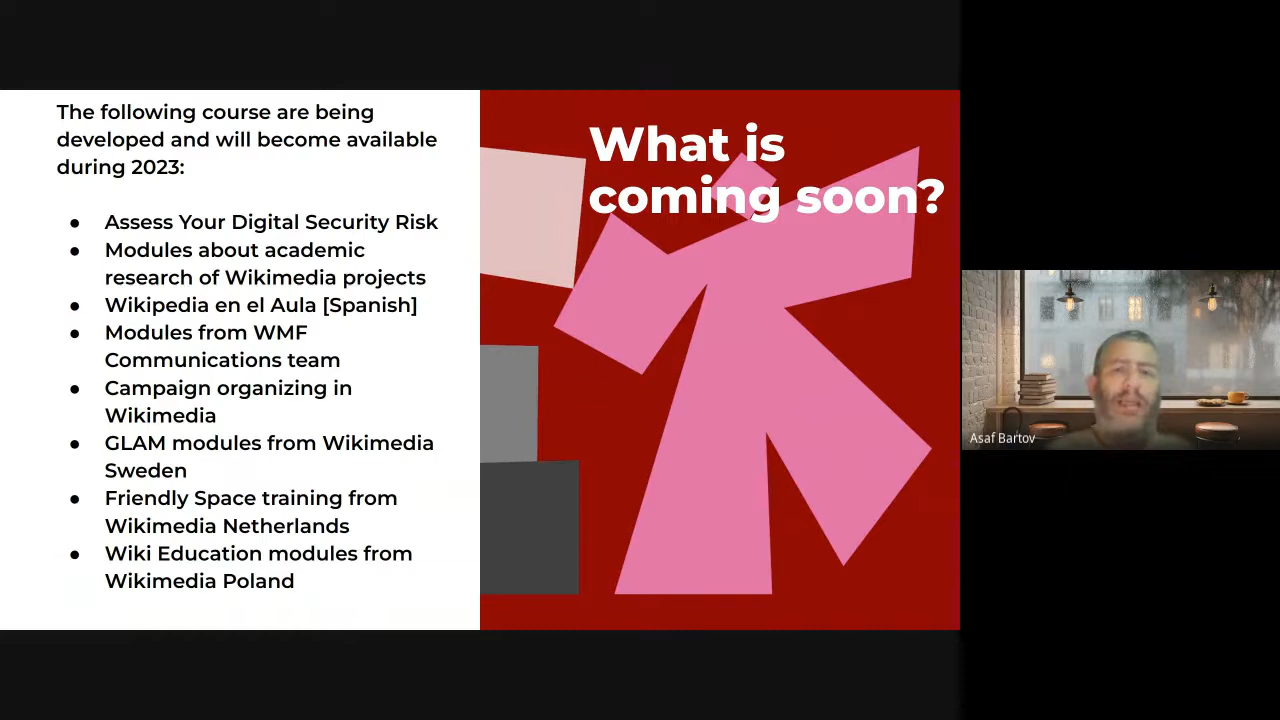 The following course are being
developed and will become available
during 2023:
● Assess Your Digital Security Risk
● Modules about academic
research of Wikimedia projects
● Wikipedia en el Aula [Spanish]
● Modules from WMF
Communications team
● Campaign organizing in
Wikimedia
● GLAM modules from Wikimedia
Sweden
● Friendly Space training from
Wikimedia Netherlands
● Wiki Education modules from
Wikimedia Poland
What is
coming soon?
Asaf Bartov